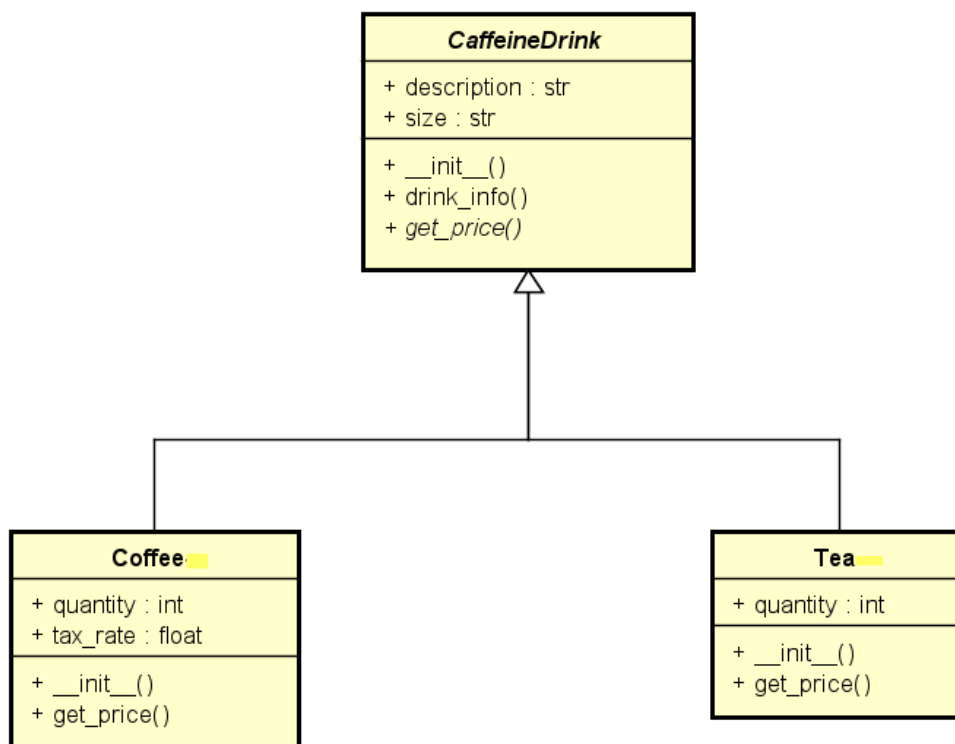 CaffeineDrink
+ description : str
+ size : str
+ __init__()
+ drink_info()
+ get_price()
Coffee
+ quantity : int
+ tax_rate : float
+ __init__()
+ get_price()
Tea
+ quantity : int
+ __init__()
+ get_price()